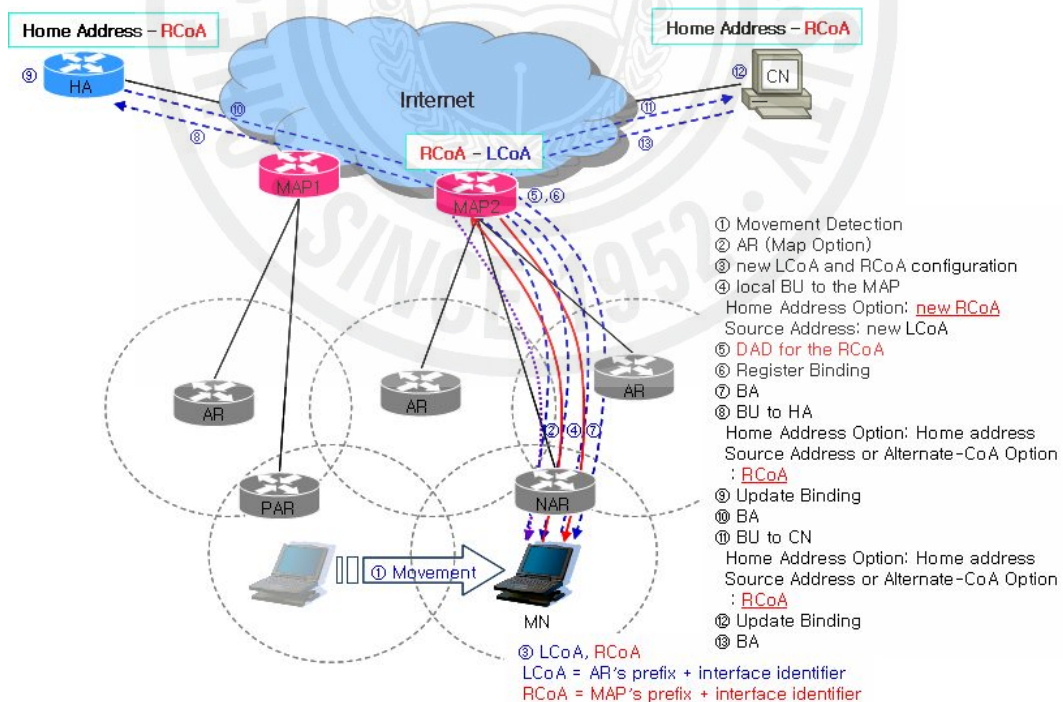 Home Address – RCoA
Home Address – RCoA
⑨
HA
⑫
CN
Internet
⑩
⑧
⑪
⑬
RCoA – LCoA
MAP1
MAP2
⑤,⑥
SINCE 1952
① Movement Detection
② AR (Map Option)
③ new LCoA and RCoA configuration
④ local BU to the MAP
Home Address Option: new RCoA
Source Address: new LCoA
⑤ DAD for the RCoA
⑥ Register Binding
⑦ BA
⑧ BU to HA
Home Address Option: Home address
Source Address or Alternate-CoA Option
: RCoA
⑨ Update Binding
⑩ BA
⑪ BU to CN
Home Address Option: Home address
Source Address or Alternate-CoA Option
: RCoA
⑫ Update Binding
⑬ BA
AR
AR
AR
② ④ ⑦
PAR
NAR
① Movement
MN
③ LCoA, RCoA
LCoA = AR's prefix + interface identifier
RCoA = MAP's prefix + interface identifier